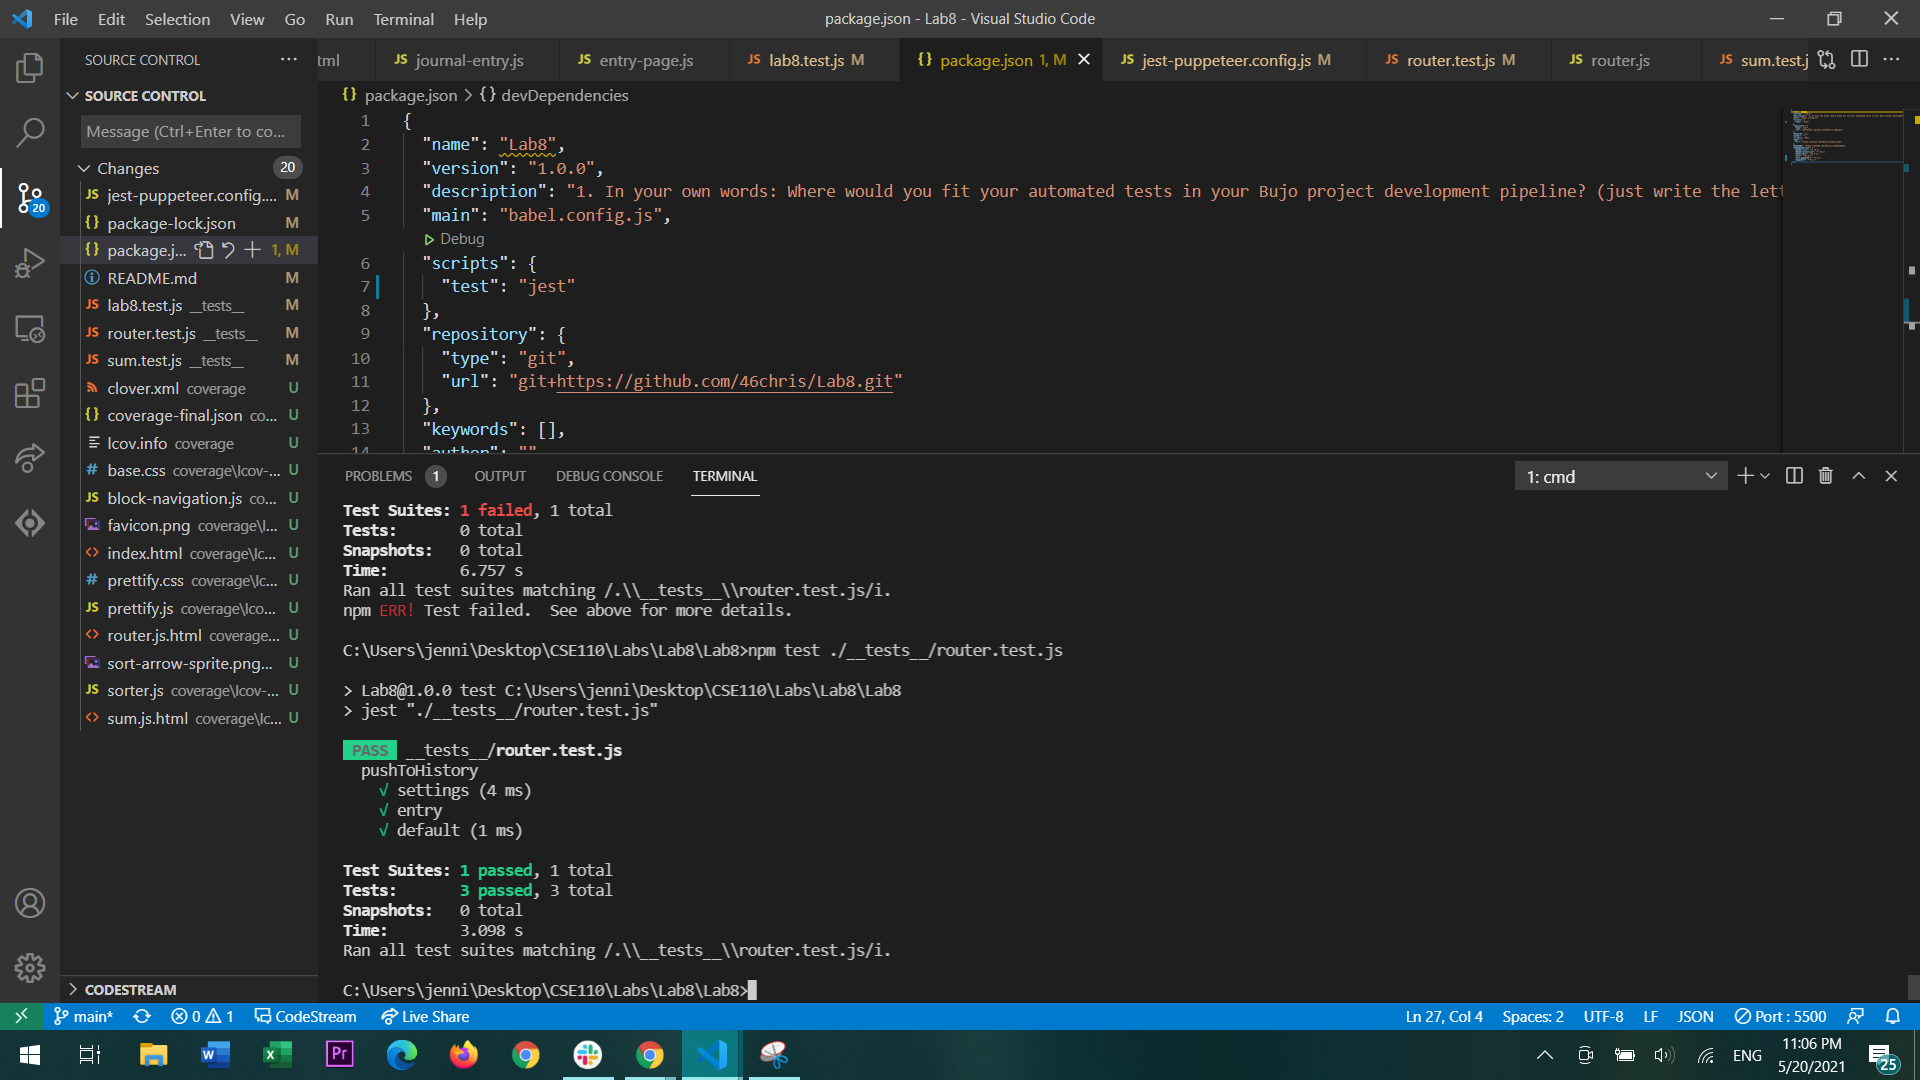 File Edit Selection View Go Run Terminal Help
package.json - Lab8 - Visual Studio Code
SOURCE CONTROL ···
tml
JS journal-entry.js
JS entry-page.js
JS lab8.test.js M
{} package.json 1, M
JS jest-puppeteer.config.js M
JS router.test.js M
JS router.js
JS sum.test.j
SOURCE CONTROL
Message (Ctrl+Enter to co...
Changes 20
JS jest-puppeteer.config.... M
{} package-lock.json M
{} package.j... 1, M
README.md M
JS lab8.test.js __tests__ M
JS router.test.js __tests__ M
JS sum.test.js __tests__ M
clover.xml coverage U
{} coverage-final.json co... U
lcov.info coverage U
# base.css coverage\lcov-... U
JS block-navigation.js co... U
favicon.png coverage\l... U
<> index.html coverage\lc... U
# prettify.css coverage\lc... U
JS prettify.js coverage\lco... U
<> router.js.html coverage... U
sort-arrow-sprite.png... U
JS sorter.js coverage\lcov-... U
<> sum.js.html coverage\lc... U
CODESTREAM
20
{} package.json > {} devDependencies
1 {
2 "name": "Lab8",
3 "version": "1.0.0",
4 "description": "1. In your own words: Where would you fit your automated tests in your Bujo project development pipeline? (just write the lett
5 "main": "babel.config.js",
Debug
6 "scripts": {
7 "test": "jest"
8 },
9 "repository": {
10 "type": "git",
11 "url": "git+https://github.com/46chris/Lab8.git"
12 },
13 "keywords": [],
14 "author": ""
PROBLEMS 1 OUTPUT DEBUG CONSOLE TERMINAL
1: cmd
Test Suites: 1 failed, 1 total
Tests: 0 total
Snapshots: 0 total
Time: 6.757 s
Ran all test suites matching /.\\__tests__\\router.test.js/i.
npm ERR! Test failed.  See above for more details.
C:\Users\jenni\Desktop\CSE110\Labs\Lab8\Lab8>npm test ./__tests__/router.test.js
> Lab8@1.0.0 test C:\Users\jenni\Desktop\CSE110\Labs\Lab8\Lab8
> jest "./__tests__/router.test.js"
PASS __tests__/router.test.js
pushToHistory
√ settings (4 ms)
√ entry
√ default (1 ms)
Test Suites: 1 passed, 1 total
Tests: 3 passed, 3 total
Snapshots: 0 total
Time: 3.098 s
Ran all test suites matching /.\\__tests__\\router.test.js/i.
C:\Users\jenni\Desktop\CSE110\Labs\Lab8\Lab8>
main* 0 1 CodeStream Live Share
Ln 27, Col 4 Spaces: 2 UTF-8 LF JSON Port : 5500
W X Pr
ENG
11:06 PM
5/20/2021
25